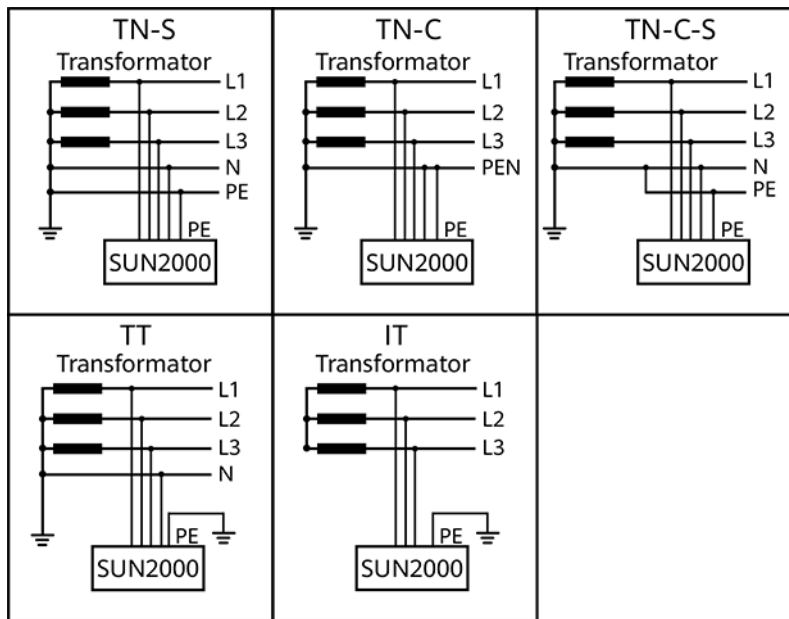 TN-S
Transformator
L1
L2
L3
N
PE
PE
SUN2000
TN-C
Transformator
L1
L2
L3
PEN
PE
SUN2000
TN-C-S
Transformator
L1
L2
L3
N
PE
PE
SUN2000
TT
Transformator
L1
L2
L3
N
PE
SUN2000
IT
Transformator
L1
L2
L3
PE
SUN2000